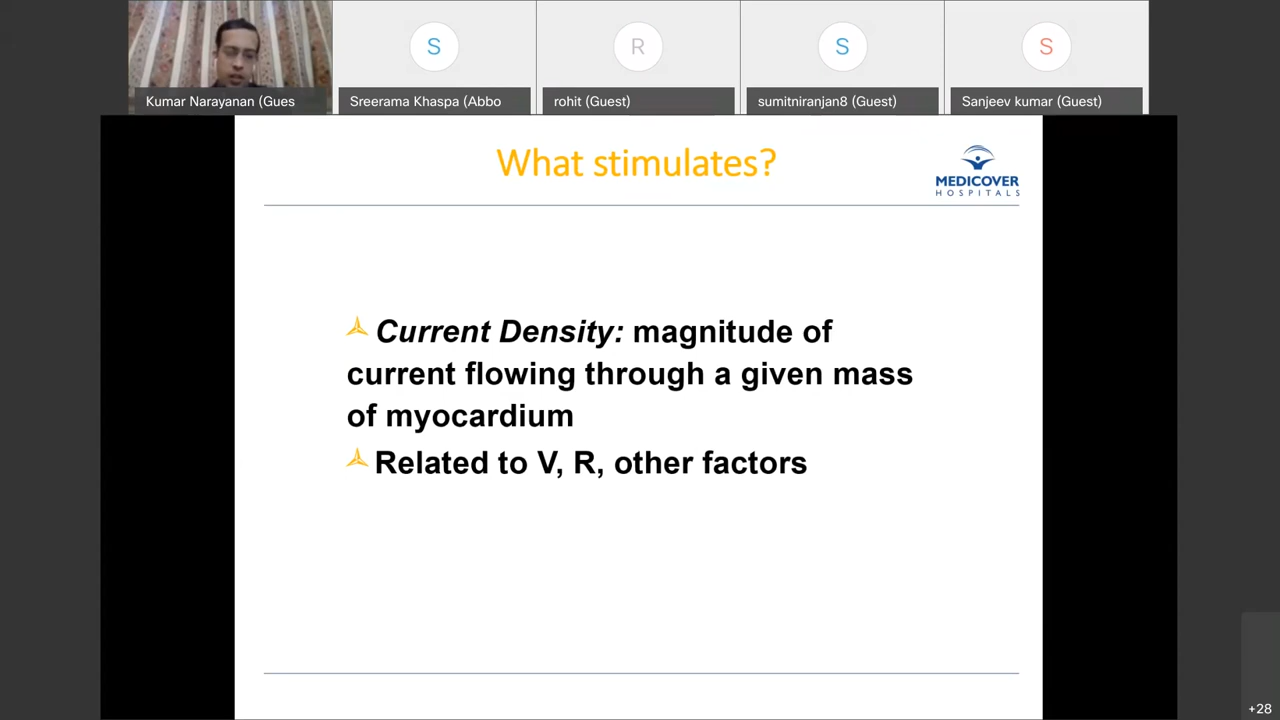 S
R
S
S
Kumar Narayanan (Gues
Sreerama Khaspa (Abbo
rohit (Guest)
sumitniranjan8 (Guest)
Sanjeev kumar (Guest)
What stimulates?
MEDICOVER
HOSPITALS
Current Density: magnitude of
current flowing through a given mass
of myocardium
Related to V, R, other factors
+28